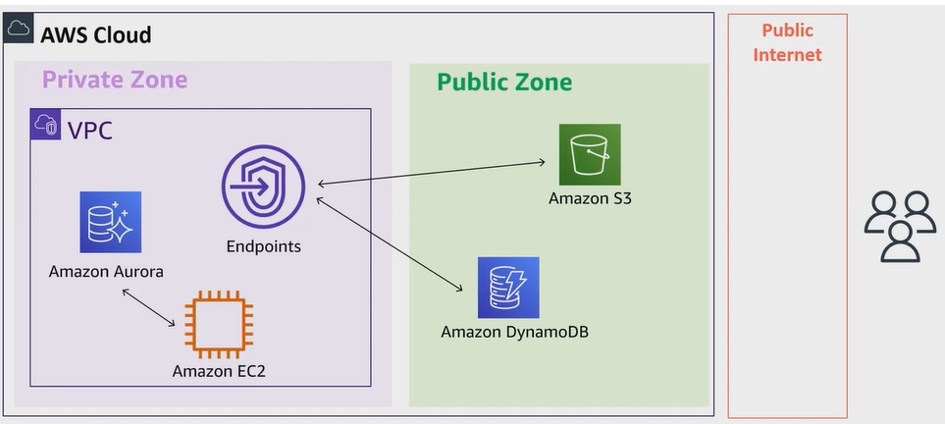 AWS Cloud
Private Zone
VPC
Endpoints
Amazon Aurora
Amazon EC2
Public Zone
Amazon S3
Amazon DynamoDB
Public
Internet